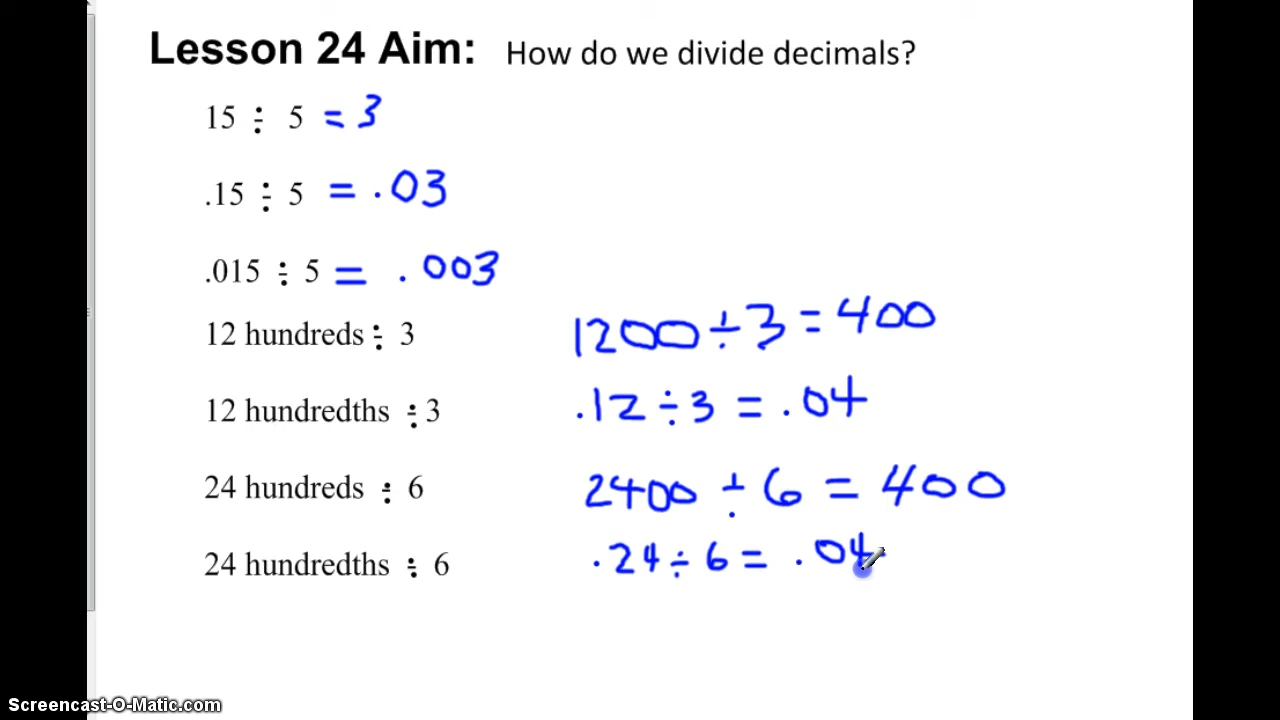 Lesson 24 Aim: How do we divide decimals?
15 ÷ 5 = 3
.15 ÷ 5 = .03
.015 ÷ 5 = .003
12 hundreds ÷ 3 1200 ÷ 3 = 400
12 hundredths ÷ 3 .12 ÷ 3 = .04
24 hundreds ÷ 6 2400 ÷ 6 = 400
24 hundredths ÷ 6 .24 ÷ 6 = .04
Screencast-O-Matic.com